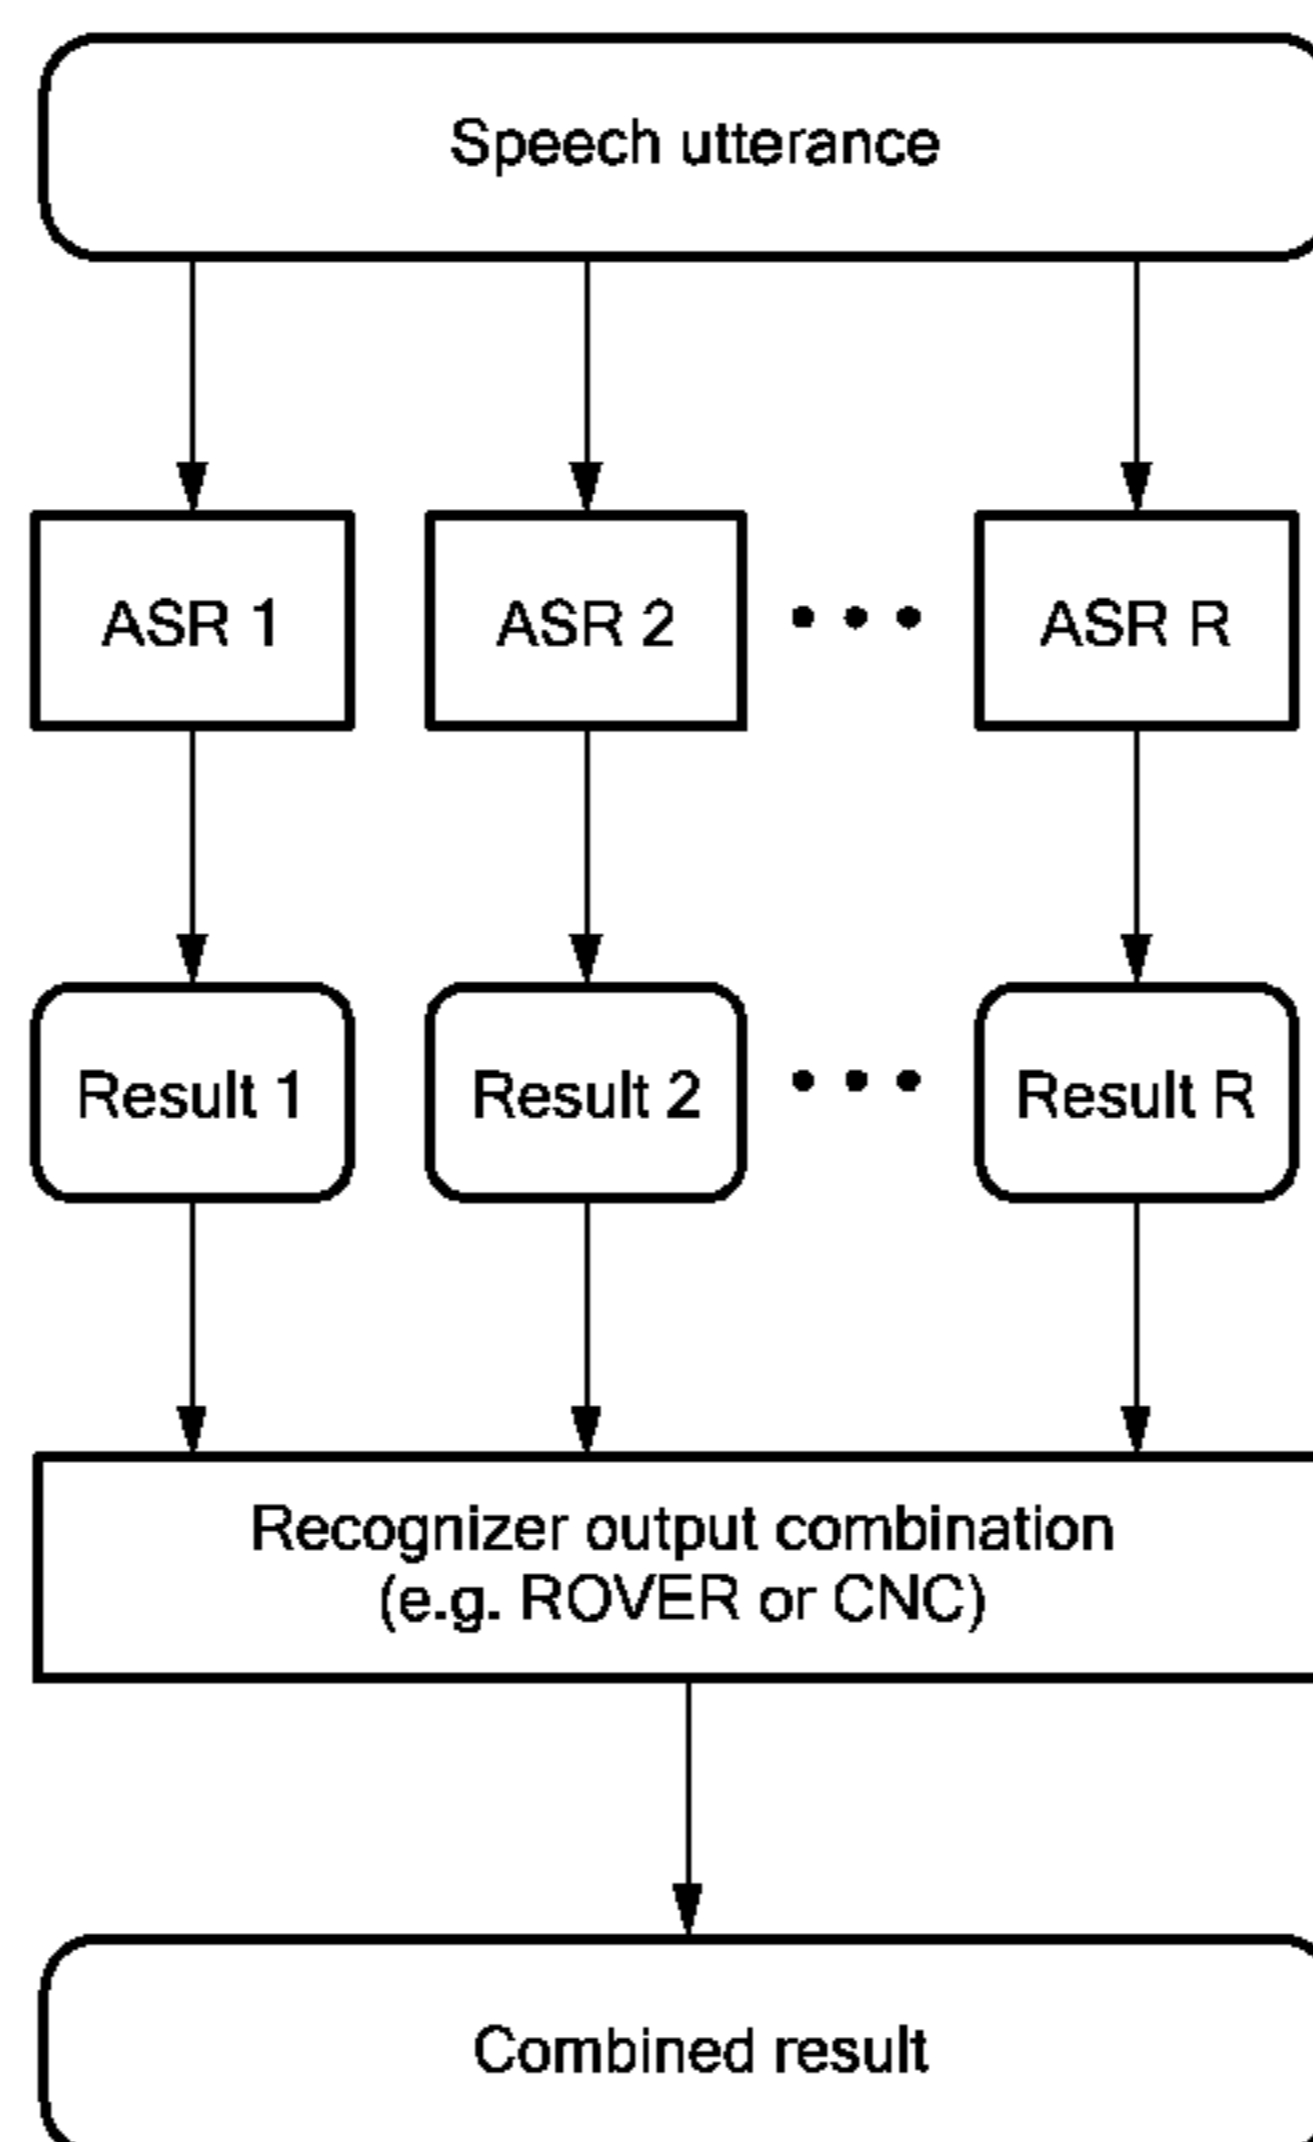 Speech utterance
ASR 1
ASR 2
• • •
ASR R
Result 1
Result 2
• • •
Result R
Recognizer output combination
(e.g. ROVER or CNC)
Combined result